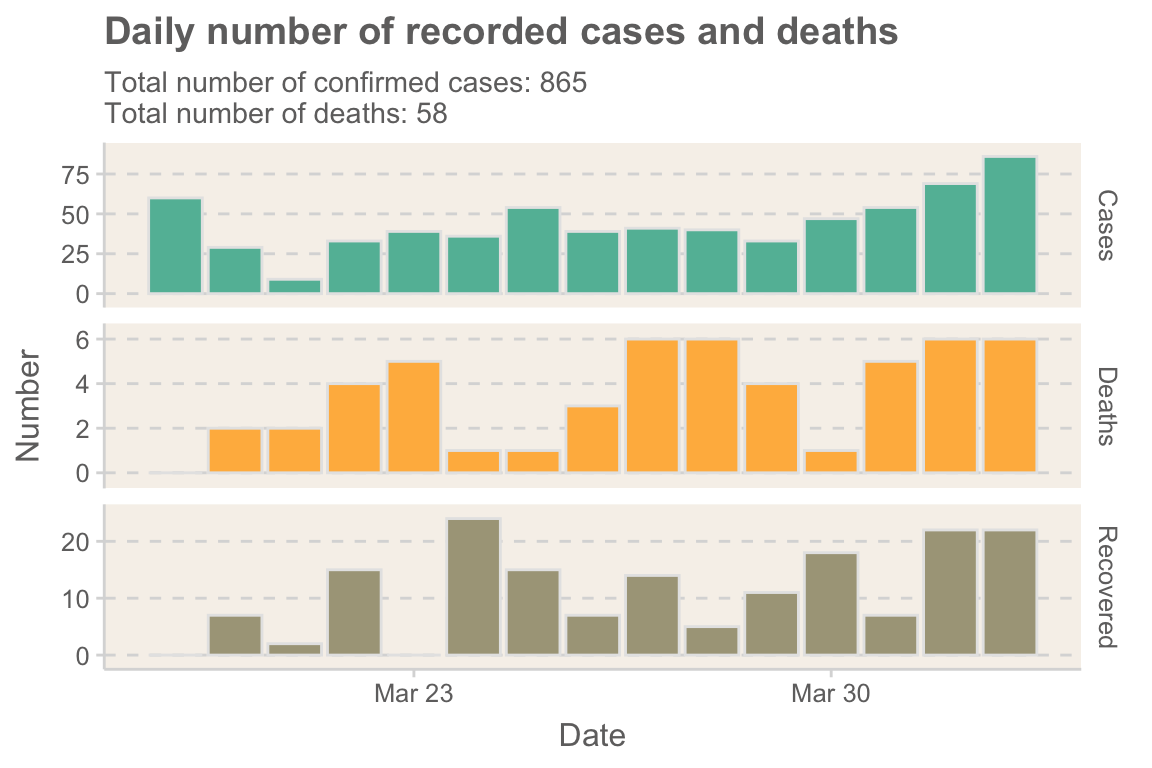 Daily number of recorded cases and deaths
Total number of confirmed cases: 865
Total number of deaths: 58
75
50
25
0
Cases
6
4
2
0
Deaths
20
10
0
Recovered
Number
Mar 23
Mar 30
Date